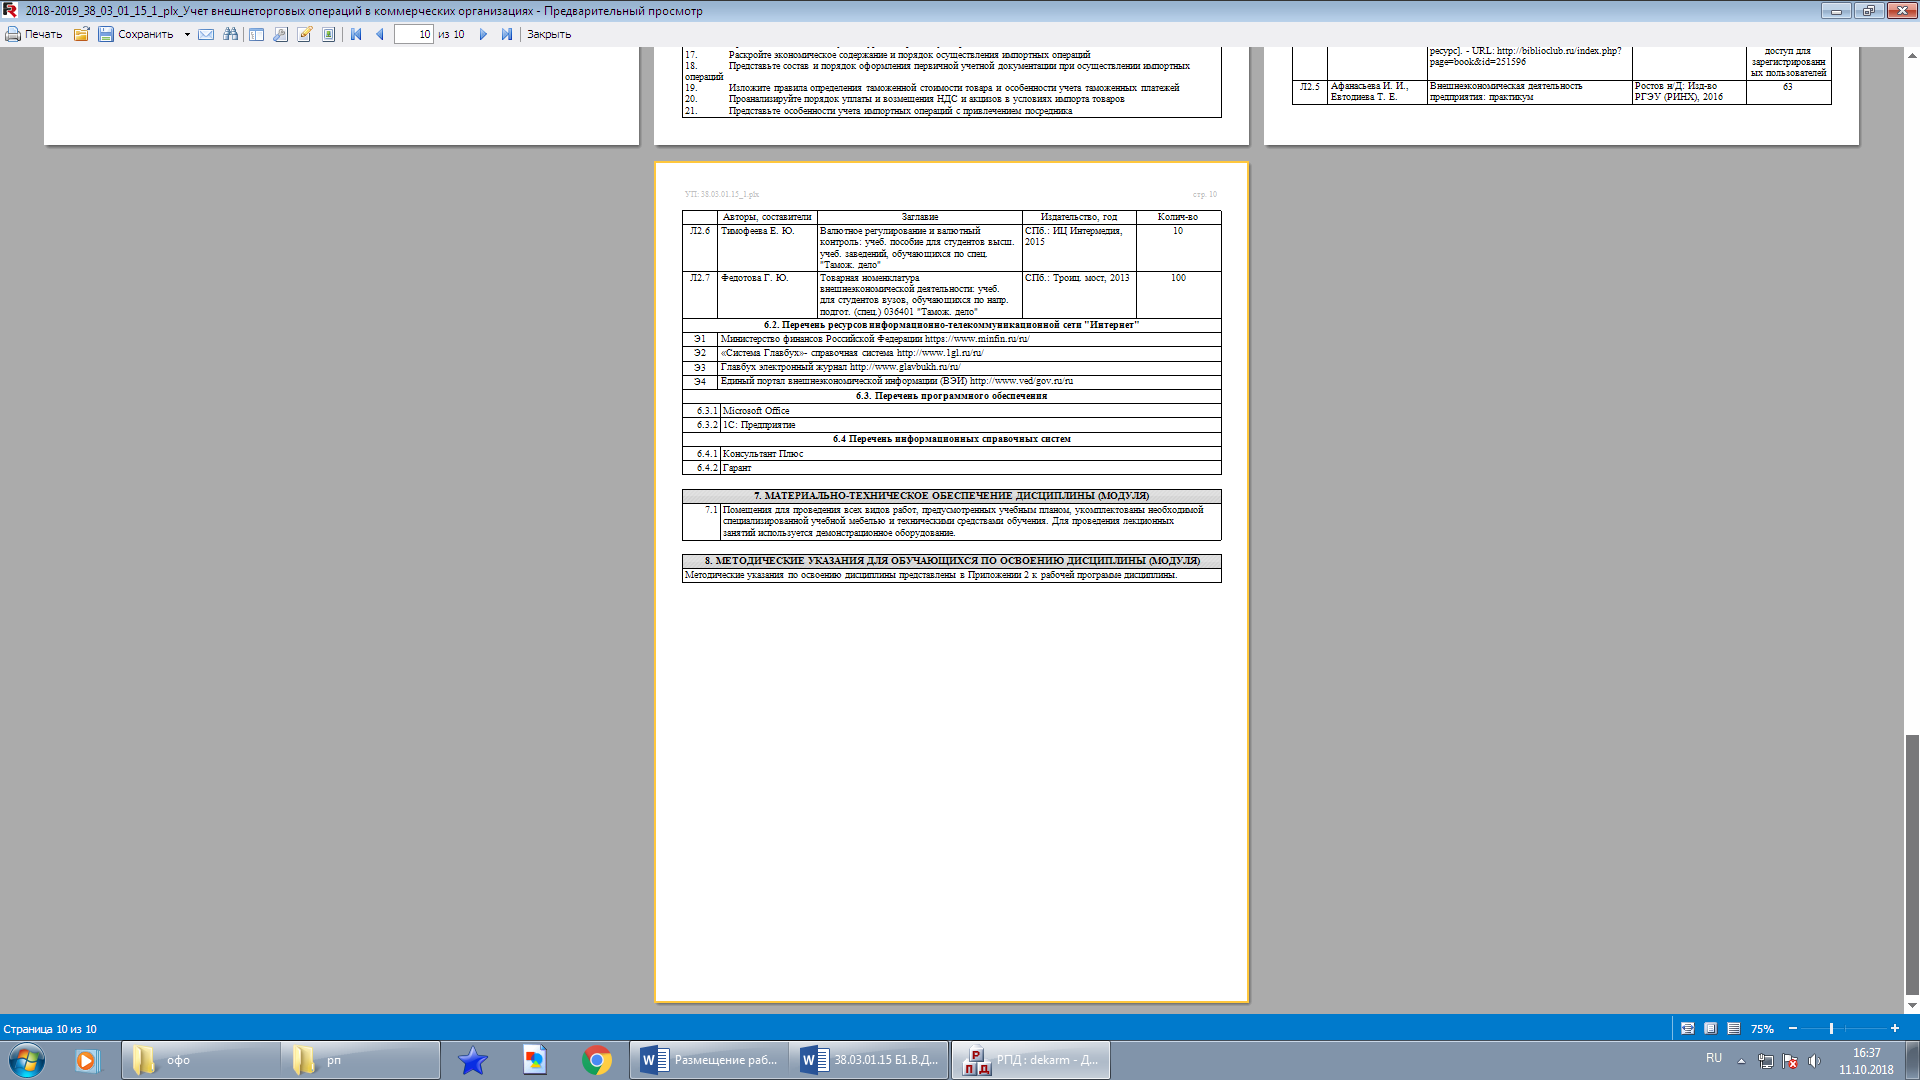 2018-2019_38_03_01_15_1_plx_Учет внешнеторговых операций в коммерческих организациях - Предварительный просмотр
Печать Сохранить 10 из 10 Закрыть
17. Раскройте экономическое содержание и порядок осуществления импортных операций
18. Представьте состав и порядок оформления первичной учетной документации при осуществлении импортных
операций
19. Изложите правила определения таможенной стоимости товара и особенности учета таможенных платежей
20. Проанализируйте порядок уплаты и возмещения НДС и акцизов в условиях импорта товаров
21. Представьте особенности учета импортных операций с привлечением посредника
ресурс]. - URL: http://biblioclub.ru/index.php?
page=book&id=251596
доступ для
зарегистрированн
ых пользователей
Л2.5 Афанасьева И. И., Внешнеэкономическая деятельность Ростов н/Д: Изд-во 63
Евтодиева Т. Е. предприятия: практикум РГЭУ (РИНХ), 2016
УП: 38.03.01.15_1.plx стр. 10
Авторы, составители Заглавие Издательство, год Колич-во
Л2.6 Тимофеева Е. Ю. Валютное регулирование и валютный СПб.: ИЦ Интермедия, 10
контроль: учеб. пособие для студентов высш. 2015
учеб. заведений, обучающихся по спец.
"Тамож. дело"
Л2.7 Федотова Г. Ю. Товарная номенклатура СПб.: Троиц. мост, 2013 100
внешнеэкономической деятельности: учеб.
для студентов вузов, обучающихся по напр.
подгот. (спец.) 036401 "Тамож. дело"
6.2. Перечень ресурсов информационно-телекоммуникационной сети "Интернет"
Э1 Министерство финансов Российской Федерации https://www.minfin.ru/ru/
Э2 «Система Главбух»- справочная система http://www.1gl.ru/ru/
Э3 Главбух электронный журнал http://www.glavbukh.ru/ru/
Э4 Единый портал внешнеэкономической информации (ВЭИ) http://www.ved/gov.ru/ru
6.3. Перечень программного обеспечения
6.3.1 Microsoft Office
6.3.2 1С: Предприятие
6.4 Перечень информационных справочных систем
6.4.1 Консультант Плюс
6.4.2 Гарант
7. МАТЕРИАЛЬНО-ТЕХНИЧЕСКОЕ ОБЕСПЕЧЕНИЕ ДИСЦИПЛИНЫ (МОДУЛЯ)
7.1 Помещения для проведения всех видов работ, предусмотренных учебным планом, укомплектованы необходимой
специализированной учебной мебелью и техническими средствами обучения. Для проведения лекционных
занятий используется демонстрационное оборудование.
8. МЕТОДИЧЕСКИЕ УКАЗАНИЯ ДЛЯ ОБУЧАЮЩИХСЯ ПО ОСВОЕНИЮ ДИСЦИПЛИНЫ (МОДУЛЯ)
Методические указания по освоению дисциплины представлены в Приложении 2 к рабочей программе дисциплины.
Страница 10 из 10 75%
офо рп Размещение раб... 38.03.01.15 Б1.В.Д... РПД : dekarm - Д... RU 16:37
11.10.2018